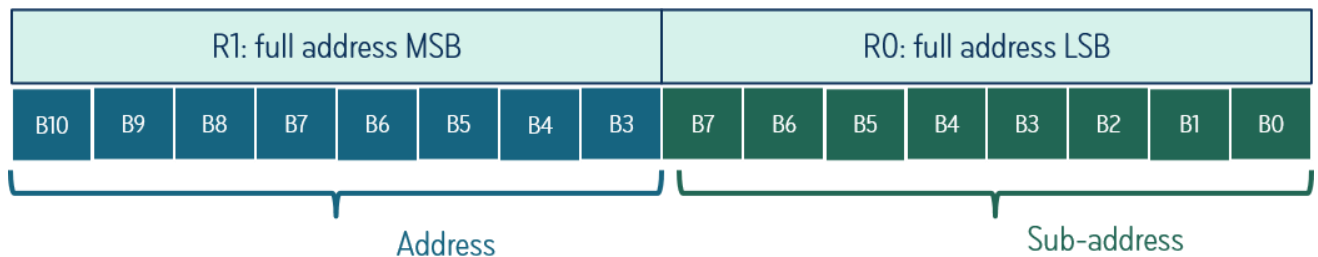 R1: full address MSB R0: full address LSB
B10 B9 B8 B7 B6 B5 B4 B3 B7 B6 B5 B4 B3 B2 B1 B0
Address Sub-address